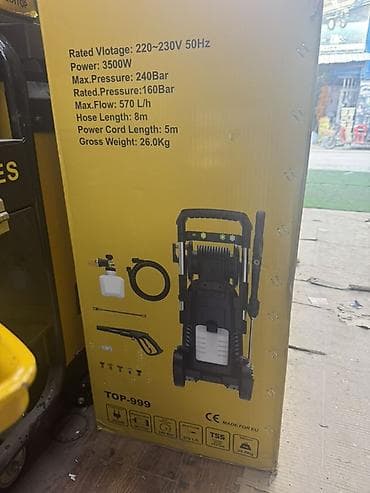 Rated Vlotage: 220~230V 50Hz
Power: 3500W
Max.Pressure: 240Bar
Rated.Pressure:160Bar
Max.Flow: 570 L/h
Hose Length: 8m
Power Cord Length: 5m
Gross Weight: 26.0Kg
ES
TOP-999
CE MADE FOR EU
TSS